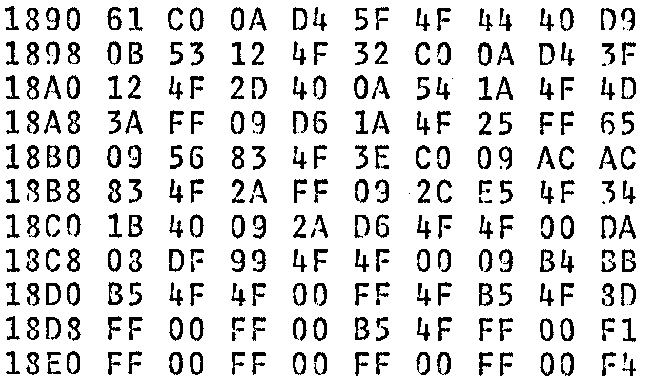 1890 61 C0 0A D4 5F 4F 44 40 D9
1898 0B 53 12 4F 32 C0 0A D4 3F
18A0 12 4F 2D 40 0A 54 1A 4F 4D
18A8 3A FF 09 D6 1A 4F 25 FF 65
18B0 09 56 83 4F 3E C0 09 AC AC
18B8 83 4F 2A FF 09 2C E5 4F 34
18C0 1B 40 09 2A D6 4F 4F 00 DA
18C8 08 DF 99 4F 4F 00 09 B4 BB
18D0 B5 4F 4F 00 FF 4F B5 4F 8D
18D8 FF 00 FF 00 B5 4F FF 00 F1
18E0 FF 00 FF 00 FF 00 FF 00 F4